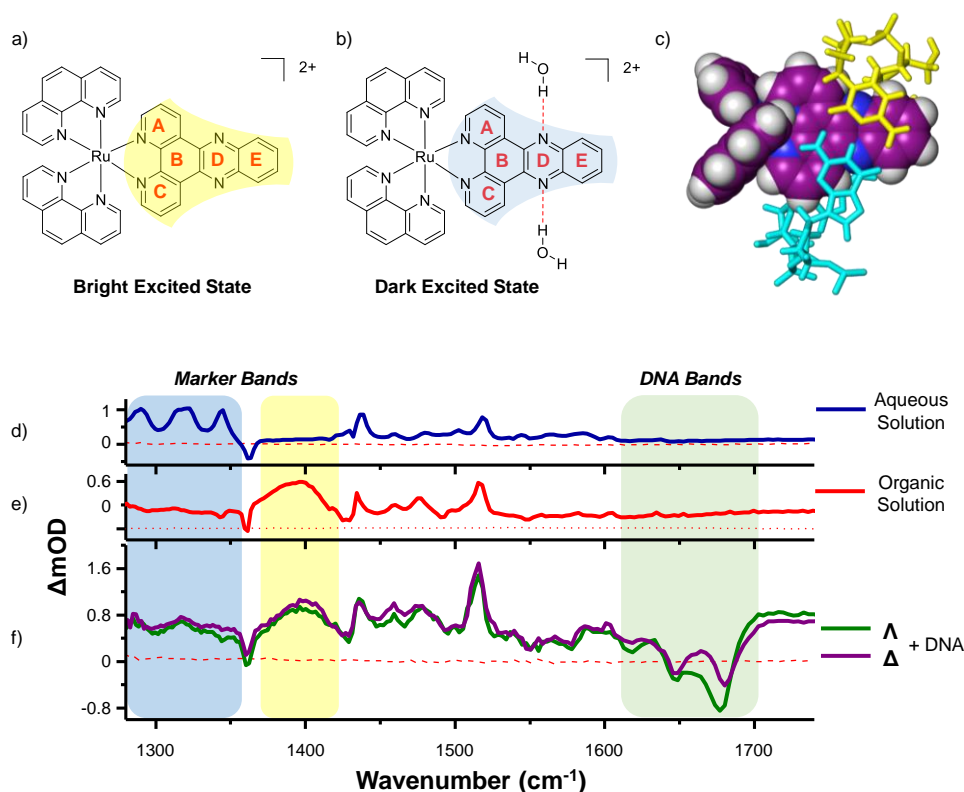 a)
b)
c)
2+
2+
N
N
N
N
N
N
N
N
Ru
A
B
C
D
E
N
N
N
N
N
N
N
N
Ru
A
B
C
D
E
H
O
H
O
H
H
Bright Excited State
Dark Excited State
Marker Bands
DNA Bands
d)
1
0
Aqueous
Solution
e)
0.6
0
Organic
Solution
f)
1.6
0.8
0
-0.8
Λ
Δ
+ DNA
ΔmOD
1300
1400
1500
1600
1700
Wavenumber (cm-1)